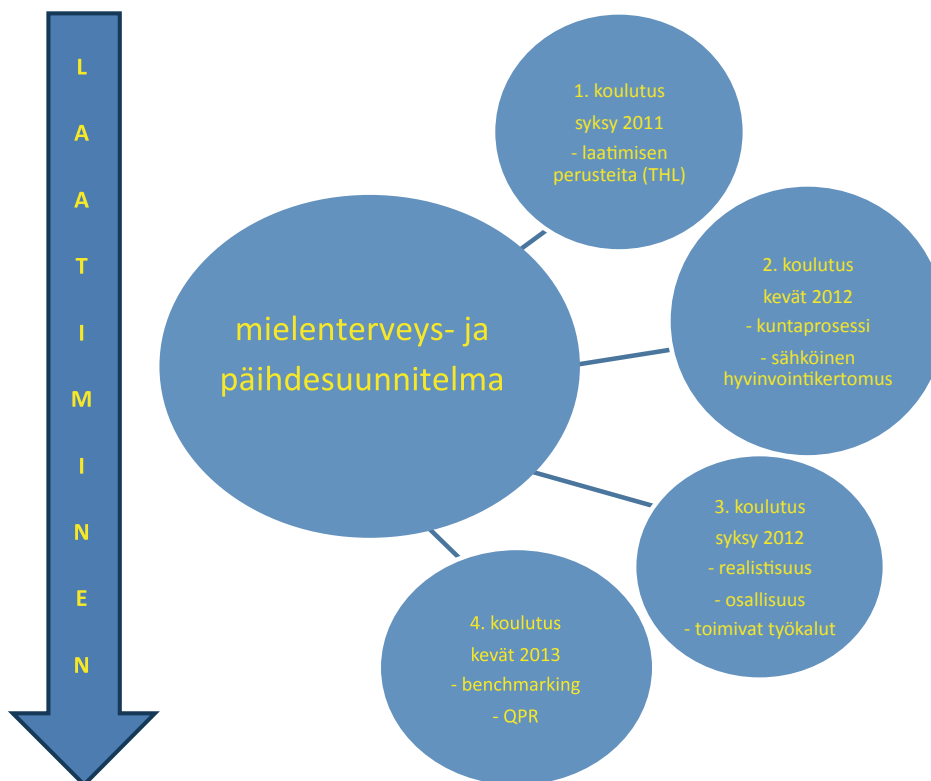 LAATIMINEN
mielenterveys- ja
päihdesuunnitelma
1. koulutus
syksy 2011
- laatimisen
perusteita (THL)
2. koulutus
kevät 2012
- kuntaprosessi
- sähköinen
hyvinvointikertomus
3. koulutus
syksy 2012
- realistisuus
- osallisuus
- toimivat työkalut
4. koulutus
kevät 2013
- benchmarking
- QPR